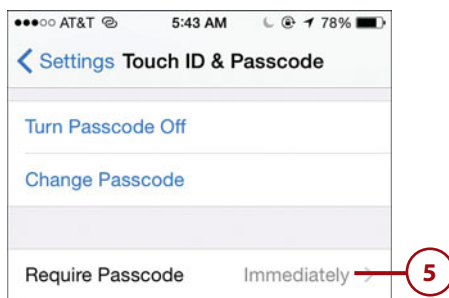 AT&T 5:43 AM 78%
Settings Touch ID & Passcode
Turn Passcode Off
Change Passcode
Require Passcode Immediately 5